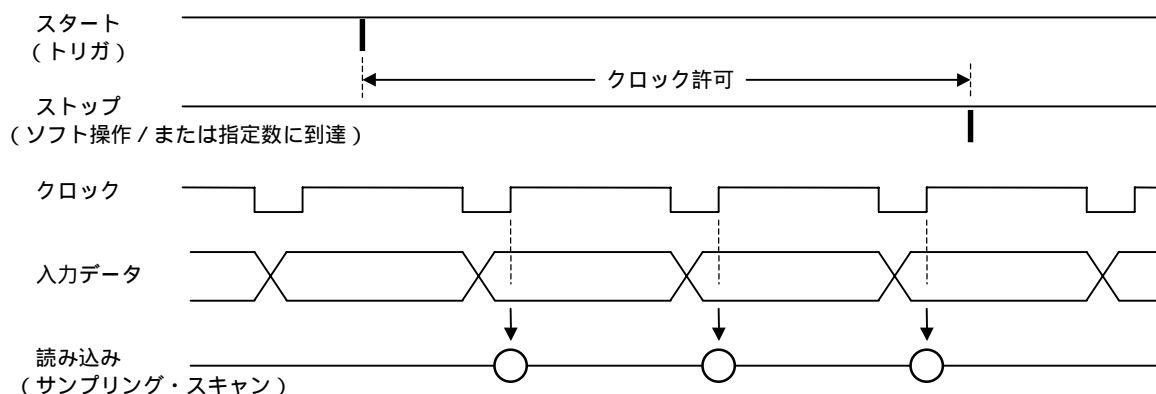 スタート
(トリガ)
クロック許可
ストップ
(ソフト操作 / または指定数に到達)
クロック
入力データ
読み込み
(サンプリング・スキャン)